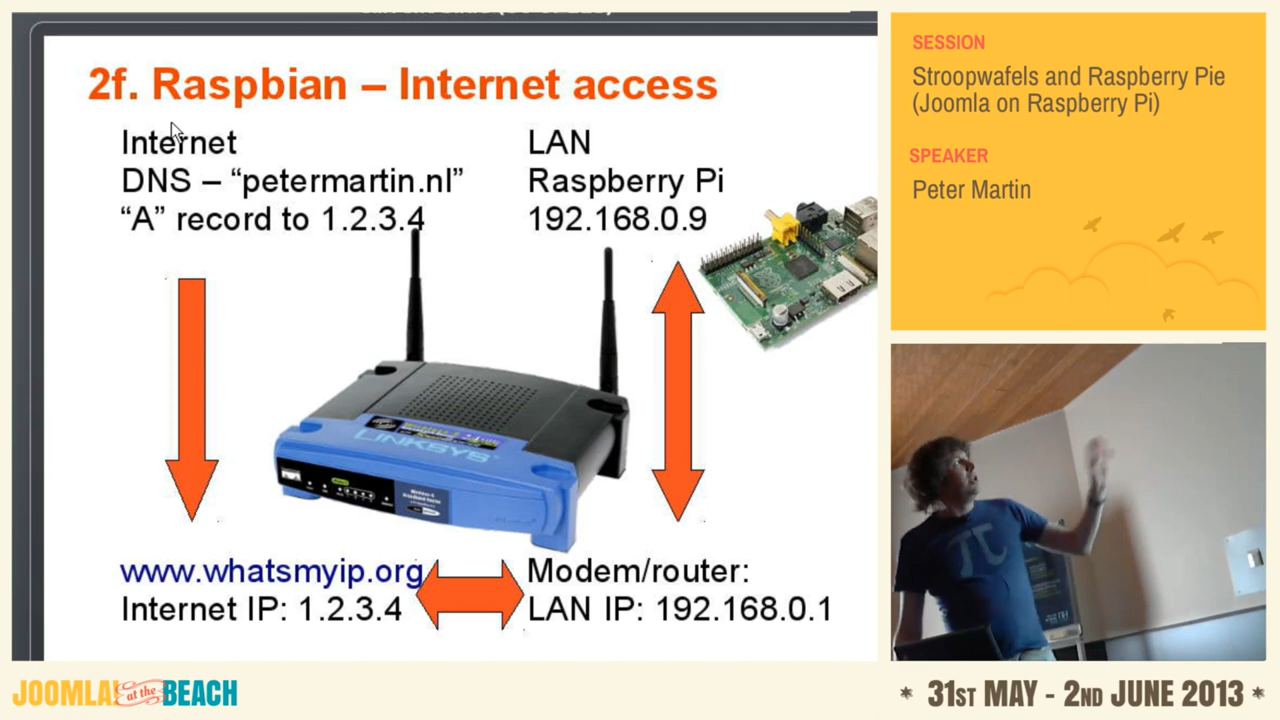 2f. Raspbian – Internet access
Internet
DNS – “petermartin.nl”
“A” record to 1.2.3.4
LAN
Raspberry Pi
192.168.0.9
LINKSYS
www.whatsmyip.org
Internet IP: 1.2.3.4
Modem/router:
LAN IP: 192.168.0.1
SESSION
Stroopwafels and Raspberry Pie
(Joomla on Raspberry Pi)
SPEAKER
Peter Martin
π
JOOMLA! at the BEACH
* 31ST MAY - 2ND JUNE 2013 *